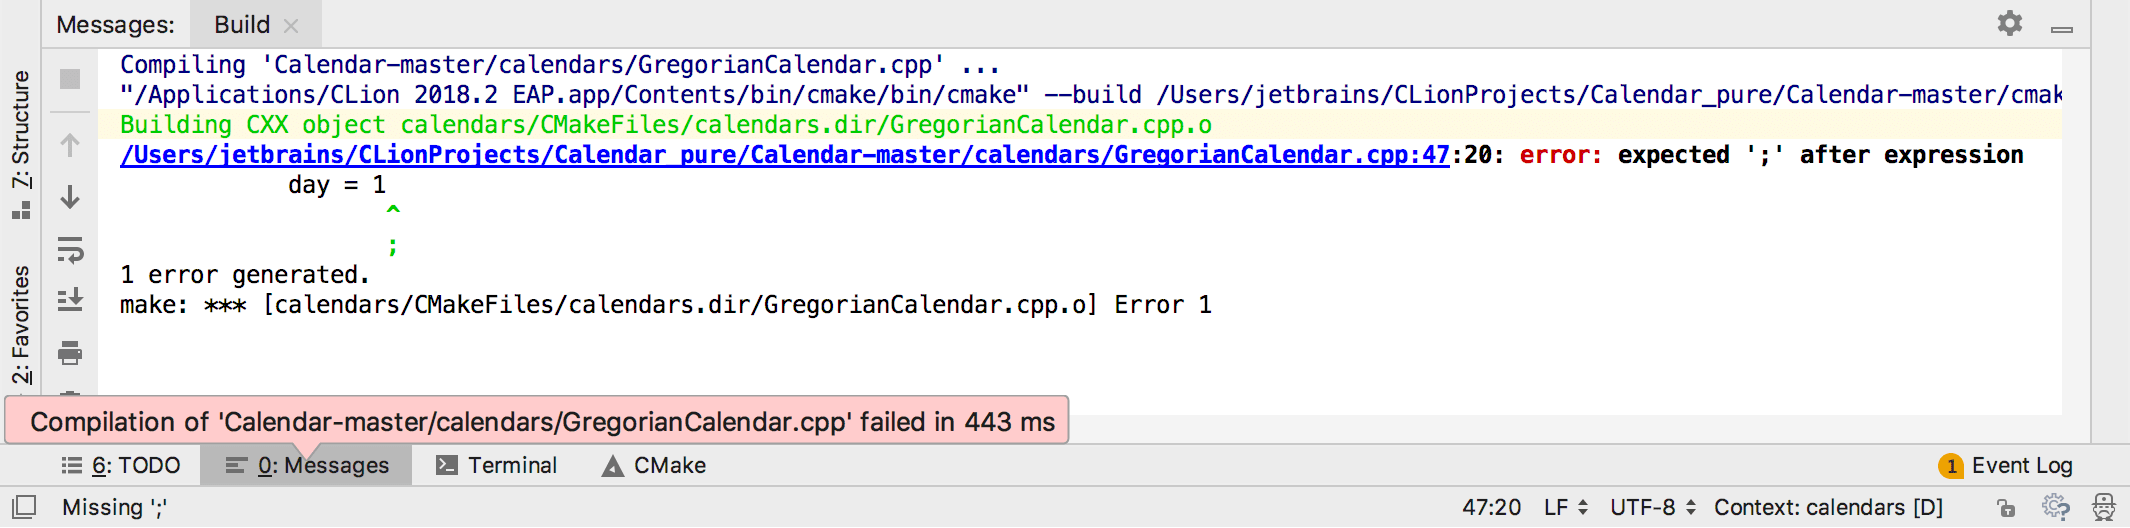 Messages: Build
Compiling 'Calendar-master/calendars/GregorianCalendar.cpp' ...
"/Applications/CLion 2018.2 EAP.app/Contents/bin/cmake/bin/cmake" --build /Users/jetbrains/CLionProjects/Calendar_pure/Calendar-master/cmak
Building CXX object calendars/CMakeFiles/calendars.dir/GregorianCalendar.cpp.o
/Users/jetbrains/CLionProjects/Calendar_pure/Calendar-master/calendars/GregorianCalendar.cpp:47:20: error: expected ';' after expression
day = 1
^
;
1 error generated.
make: *** [calendars/CMakeFiles/calendars.dir/GregorianCalendar.cpp.o] Error 1
7: Structure
2: Favorites
Compilation of 'Calendar-master/calendars/GregorianCalendar.cpp' failed in 443 ms
6: TODO 0: Messages Terminal CMake 1 Event Log
Missing ';' 47:20 LF UTF-8 Context: calendars [D]